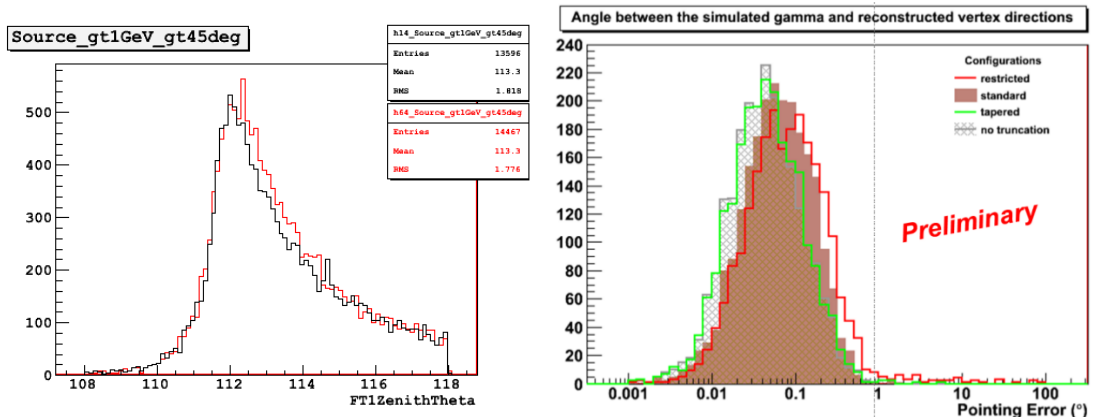 Source_gt1GeV_gt45deg
h14_Source_gt1GeV_gt45deg
Entries 13596
Mean 113.3
RMS 1.818
h64_Source_gt1GeV_gt45deg
Entries 14467
Mean 113.3
RMS 1.776
500
400
300
200
100
0
108 110 112 114 116 118
FT1ZenithTheta
Angle between the simulated gamma and reconstructed vertex directions
240
220
200
180
160
140
120
100
80
60
40
20
0
Configurations
restricted
standard
tapered
no truncation
Preliminary
0.001 0.01 0.1 1 10 100
Pointing Error (°)